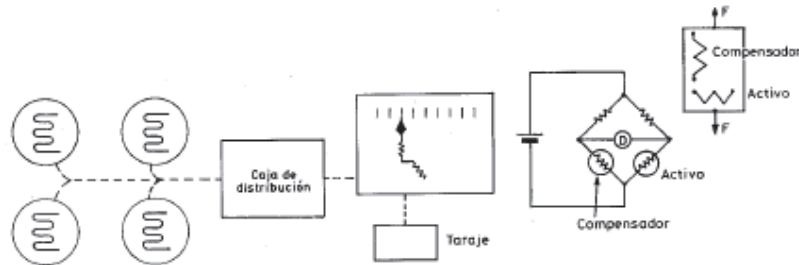 Caja de
distribución
Taraje
D
Activo
Compensador
F
Compensador
Activo
F